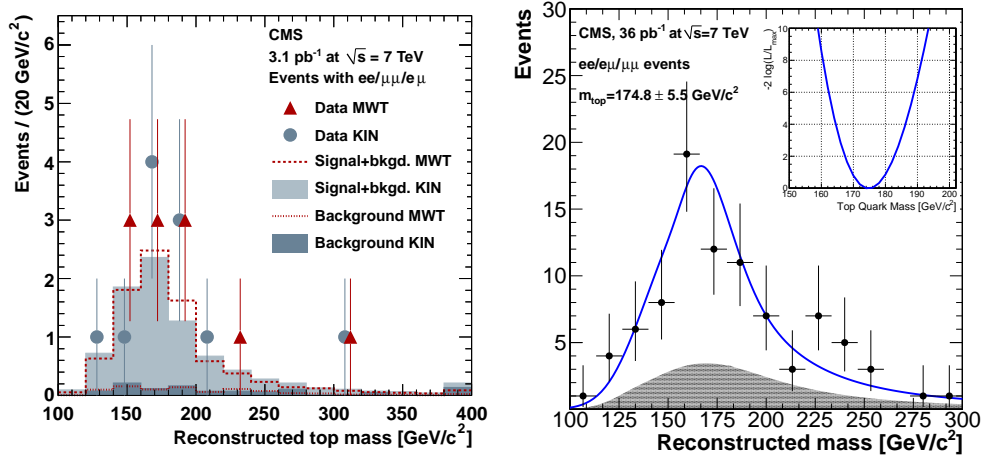 Events / (20 GeV/c²)
6
5
4
3
2
1
0
CMS
3.1 pb⁻¹ at √s = 7 TeV
Events with ee/μμ/eμ
Data MWT
Data KIN
Signal+bkgd. MWT
Signal+bkgd. KIN
Background MWT
Background KIN
100 150 200 250 300 350 400
Reconstructed top mass [GeV/c²]
Events
30
25
20
15
10
5
0
CMS, 36 pb⁻¹ at √s=7 TeV
ee/eμ/μμ events
m_top=174.8 ± 5.5 GeV/c²
-2 log(L/L_max)
10
8
6
4
2
0
150 160 170 180 190 200
Top Quark Mass [GeV/c²]
100 125 150 175 200 225 250 275 300
Reconstructed mass [GeV/c²]